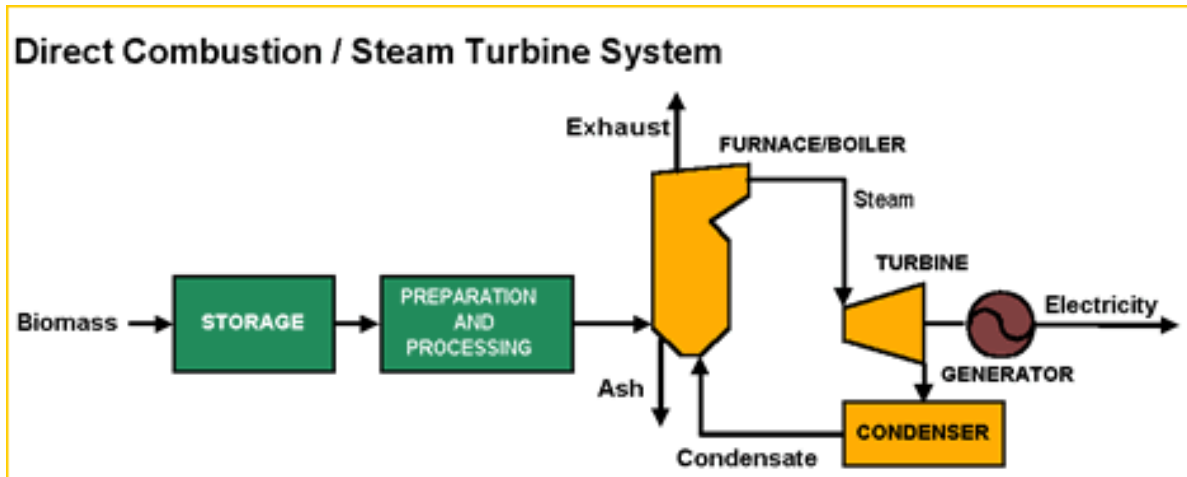 Direct Combustion / Steam Turbine System
Exhaust
FURNACE/BOILER
Steam
TURBINE
Biomass
STORAGE
PREPARATION
AND
PROCESSING
Electricity
GENERATOR
Ash
CONDENSER
Condensate